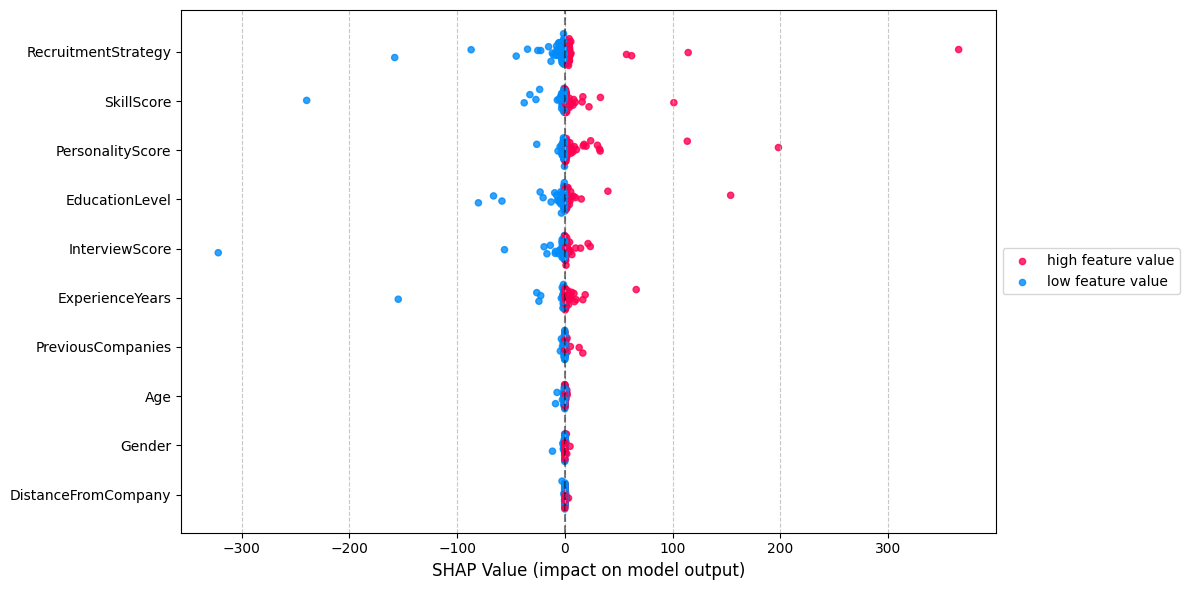 RecruitmentStrategy
SkillScore
PersonalityScore
EducationLevel
InterviewScore
ExperienceYears
PreviousCompanies
Age
Gender
DistanceFromCompany
−300 −200 −100 0 100 200 300
SHAP Value (impact on model output)
high feature value
low feature value